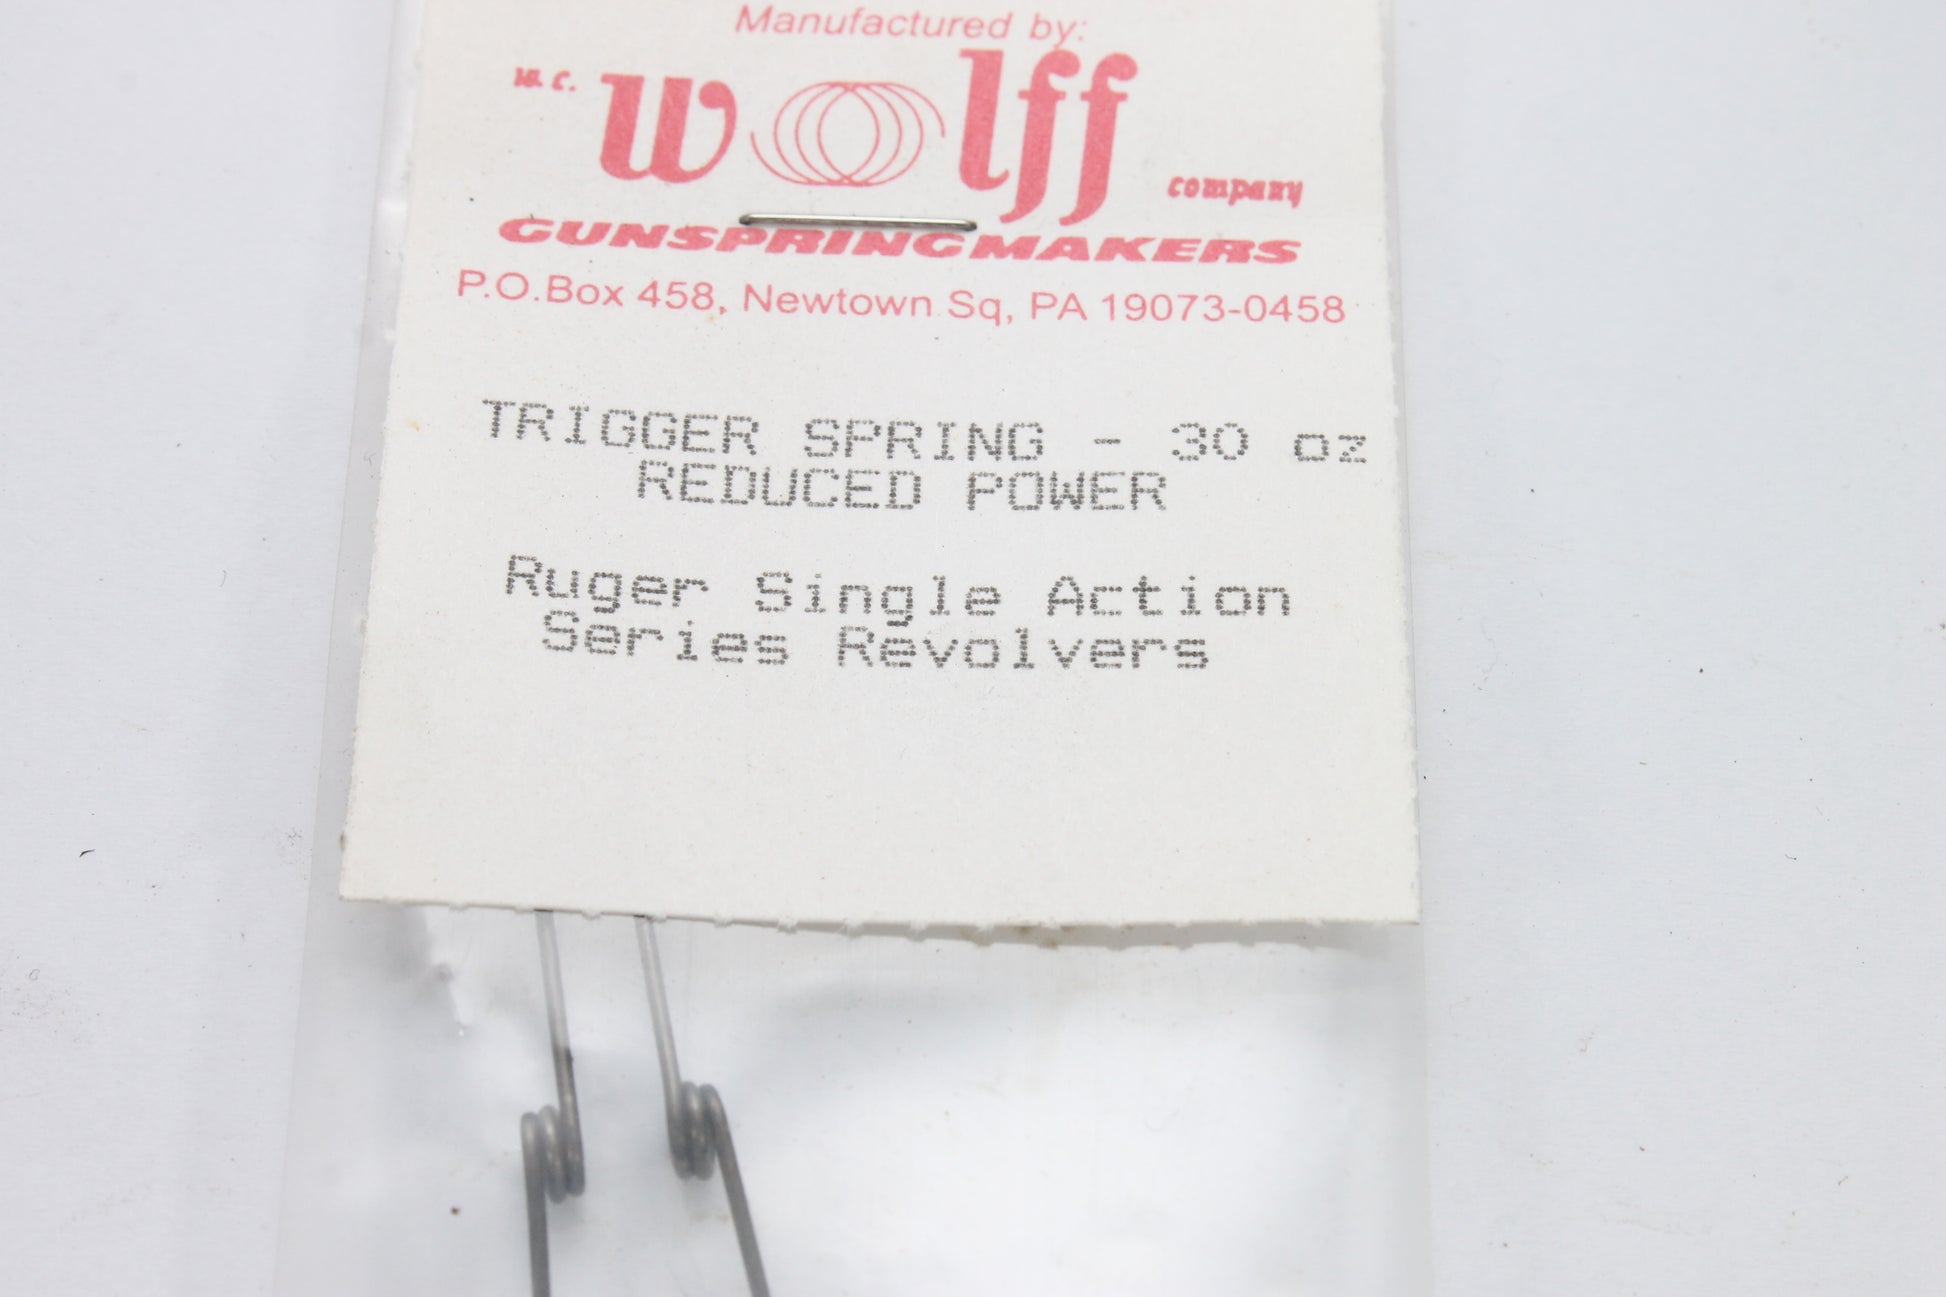 Manufactured by:
w. c. wolff company
GUNSPRINGMAKERS
P.O.Box 458, Newtown Sq, PA 19073-0458
TRIGGER SPRING - 30 oz
REDUCED POWER
Ruger Single Action
Series Revolvers